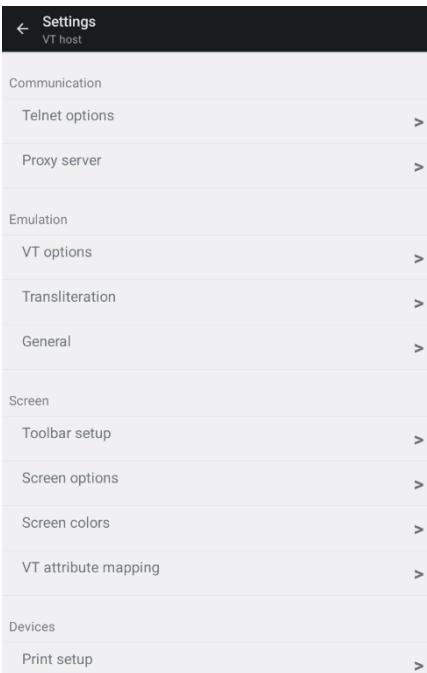 Settings
VT host
Communication
Telnet options
>
Proxy server
>
Emulation
VT options
>
Transliteration
>
General
>
Screen
Toolbar setup
>
Screen options
>
Screen colors
>
VT attribute mapping
>
Devices
Print setup
>